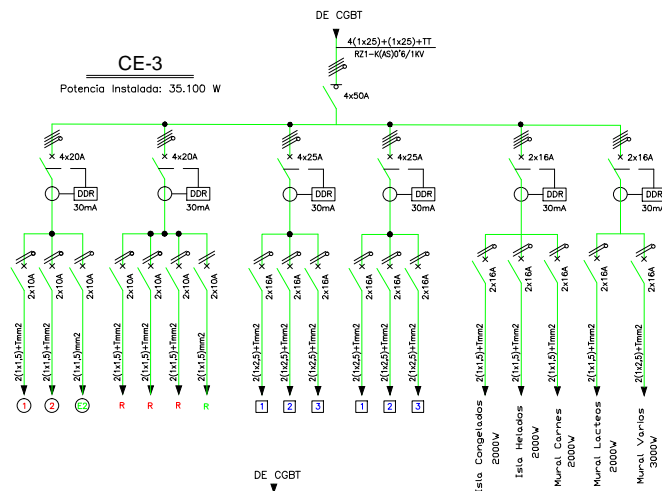 DE CGBT
4(1x25)+(1x25)+TT
RZ1-K(AS)0'6/1KV
CE-3
Potencia Instalada: 35.100 W
4x50A
4x20A
4x20A
4x25A
4x25A
2x16A
2x16A
DDR
DDR
DDR
DDR
DDR
DDR
30mA
30mA
30mA
30mA
30mA
30mA
2x10A
2x10A
2x10A
2x10A
2x10A
2x10A
2x10A
2x16A
2x16A
2x16A
2x16A
2x16A
2x16A
2x16A
2x16A
2x16A
2x16A
2x16A
2(1x1,5)+Tmm2
2(1x1,5)+Tmm2
2(1x1,5)mm2
2(1x1,5)+Tmm2
2(1x1,5)+Tmm2
2(1x1,5)+Tmm2
2(1x1,5)mm2
2(1x2,5)+Tmm2
2(1x2,5)+Tmm2
2(1x2,5)+Tmm2
2(1x2,5)+Tmm2
2(1x2,5)+Tmm2
2(1x2,5)+Tmm2
2(1x1,5)+Tmm2
2(1x1,5)+Tmm2
2(1x1,5)+Tmm2
2(1x2,5)+Tmm2
2(1x2,5)+Tmm2
1
2
E2
R
R
R
R
1
2
3
1
2
3
Isla Congelados
2000W
Isla Helados
2000W
Mural Carnes
2000W
Mural Lacteos
2000W
Mural Varios
3000W
DE CGBT